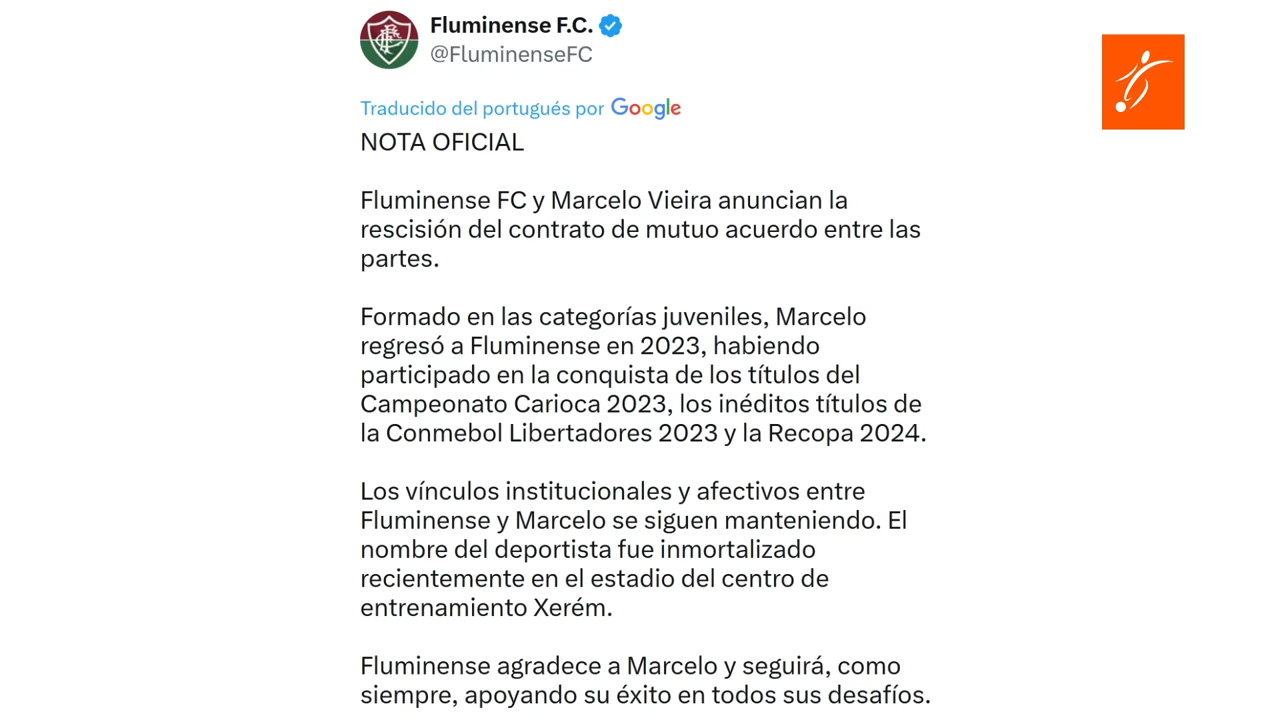 Fluminense F.C.
@FluminenseFC
Traducido del portugués por Google
NOTA OFICIAL
Fluminense FC y Marcelo Vieira anuncian la
rescisión del contrato de mutuo acuerdo entre las
partes.
Formado en las categorías juveniles, Marcelo
regresó a Fluminense en 2023, habiendo
participado en la conquista de los títulos del
Campeonato Carioca 2023, los inéditos títulos de
la Conmebol Libertadores 2023 y la Recopa 2024.
Los vínculos institucionales y afectivos entre
Fluminense y Marcelo se siguen manteniendo. El
nombre del deportista fue inmortalizado
recientemente en el estadio del centro de
entrenamiento Xerém.
Fluminense agradece a Marcelo y seguirá, como
siempre, apoyando su éxito en todos sus desafíos.